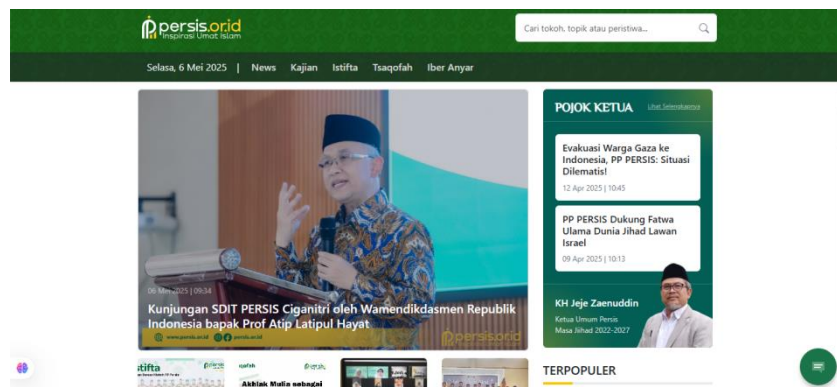 persis.or.id
Inspirasi Umat Islam
Cari tokoh, topik atau peristiwa...
Selasa, 6 Mei 2025 | News Kajian Istifta Tsaqofah Iber Anyar
06 Mei 2025 | 09:34
Kunjungan SDIT PERSIS Ciganitri oleh Wamendikdasmen Republik
Indonesia bapak Prof Atip Latipul Hayat
www.persis.or.id persis.or.id
persis.or.id
POJOK KETUA Lihat Selengkapnya
Evakuasi Warga Gaza ke
Indonesia, PP PERSIS: Situasi
Dilematis!
12 Apr 2025 | 10:45
PP PERSIS Dukung Fatwa
Ulama Dunia Jihad Lawan
Israel
09 Apr 2025 | 10:13
KH Jeje Zaenuddin
Ketua Umum Persis
Masa Jihad 2022-2027
Akhlak Mulia sebagai
TERPOPULER